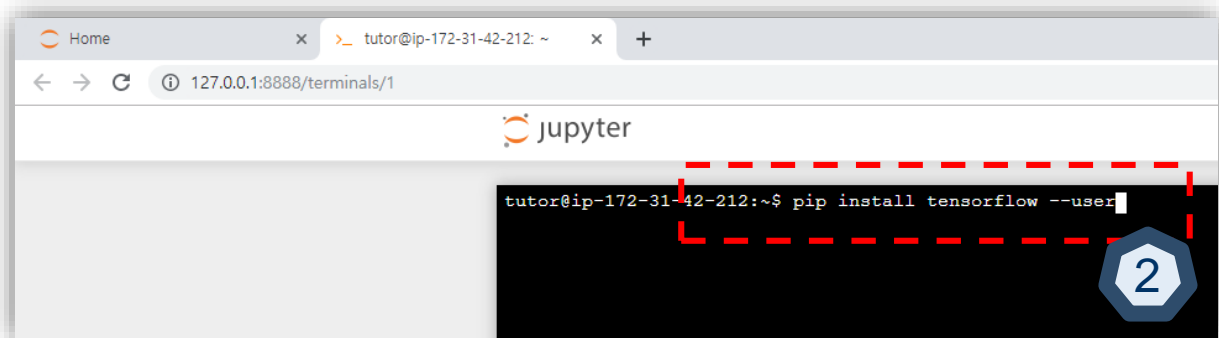 Home
>_ tutor@ip-172-31-42-212: ~
127.0.0.1:8888/terminals/1
jupyter
tutor@ip-172-31-42-212:~$ pip install tensorflow --user
2